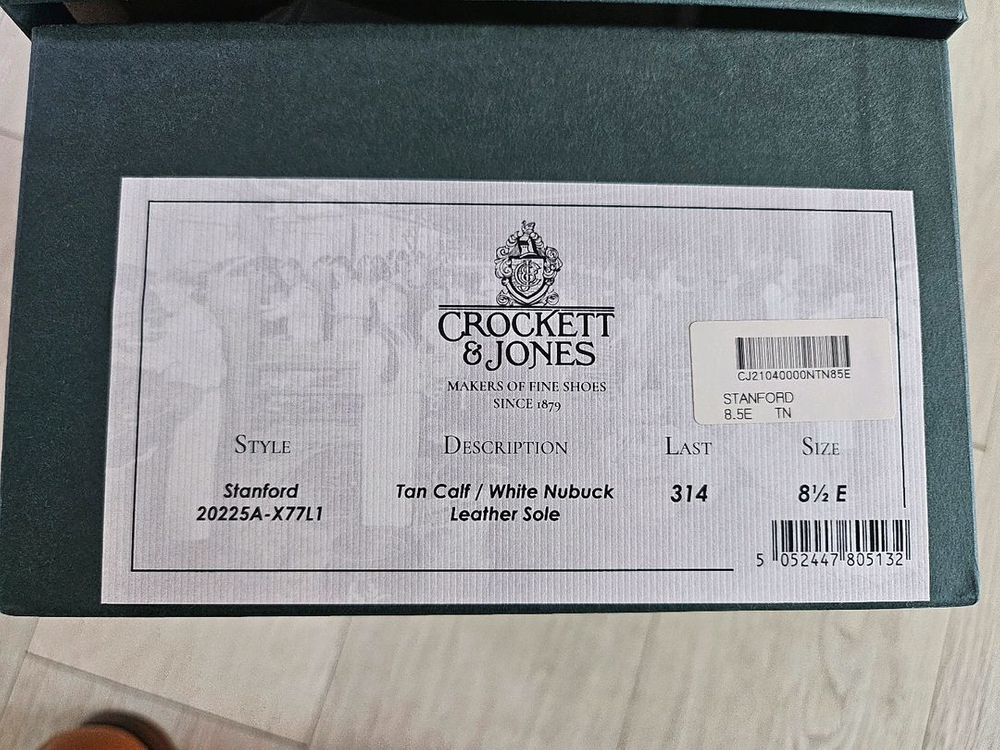 CROCKETT
& JONES
MAKERS OF FINE SHOES
SINCE 1879
CJ21040000NTN85E
STANFORD
8.5E TN
STYLE DESCRIPTION LAST SIZE
Stanford Tan Calf / White Nubuck 314 8½ E
20225A-X77L1 Leather Sole
5 052447 805132